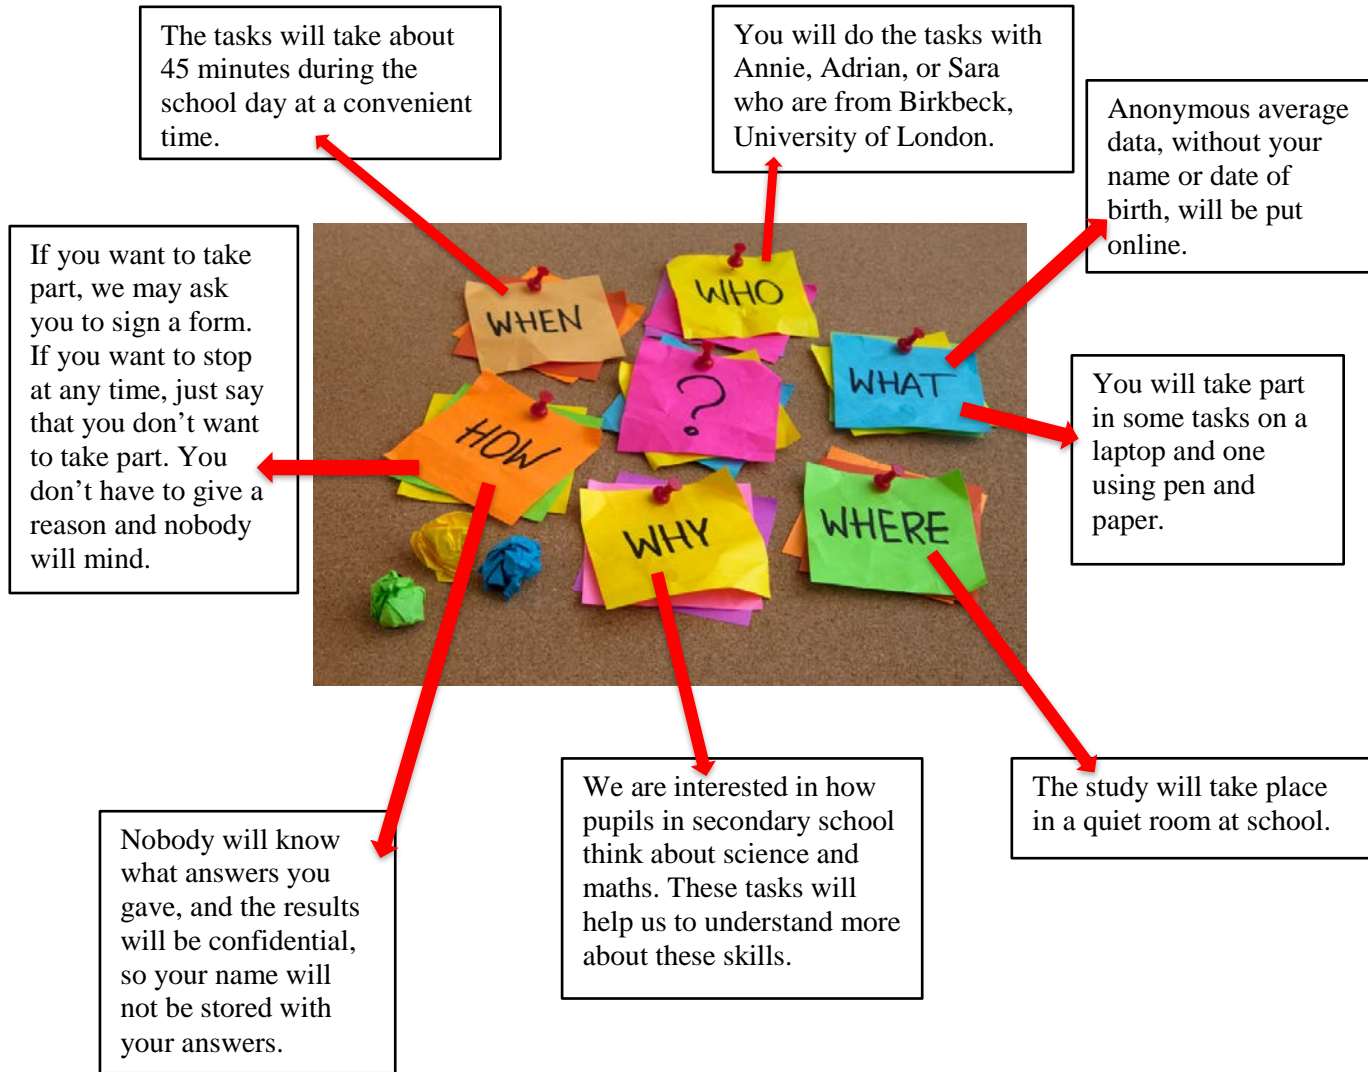 The tasks will take about
45 minutes during the
school day at a convenient
time.
You will do the tasks with
Annie, Adrian, or Sara
who are from Birkbeck,
University of London.
Anonymous average
data, without your
name or date of
birth, will be put
online.
If you want to take
part, we may ask
you to sign a form.
If you want to stop
at any time, just say
that you don’t want
to take part. You
don’t have to give a
reason and nobody
will mind.
WHEN
WHO
?
WHAT
HOW
WHY
WHERE
You will take part
in some tasks on a
laptop and one
using pen and
paper.
Nobody will know
what answers you
gave, and the results
will be confidential,
so your name will
not be stored with
your answers.
We are interested in how
pupils in secondary school
think about science and
maths. These tasks will
help us to understand more
about these skills.
The study will take place
in a quiet room at school.